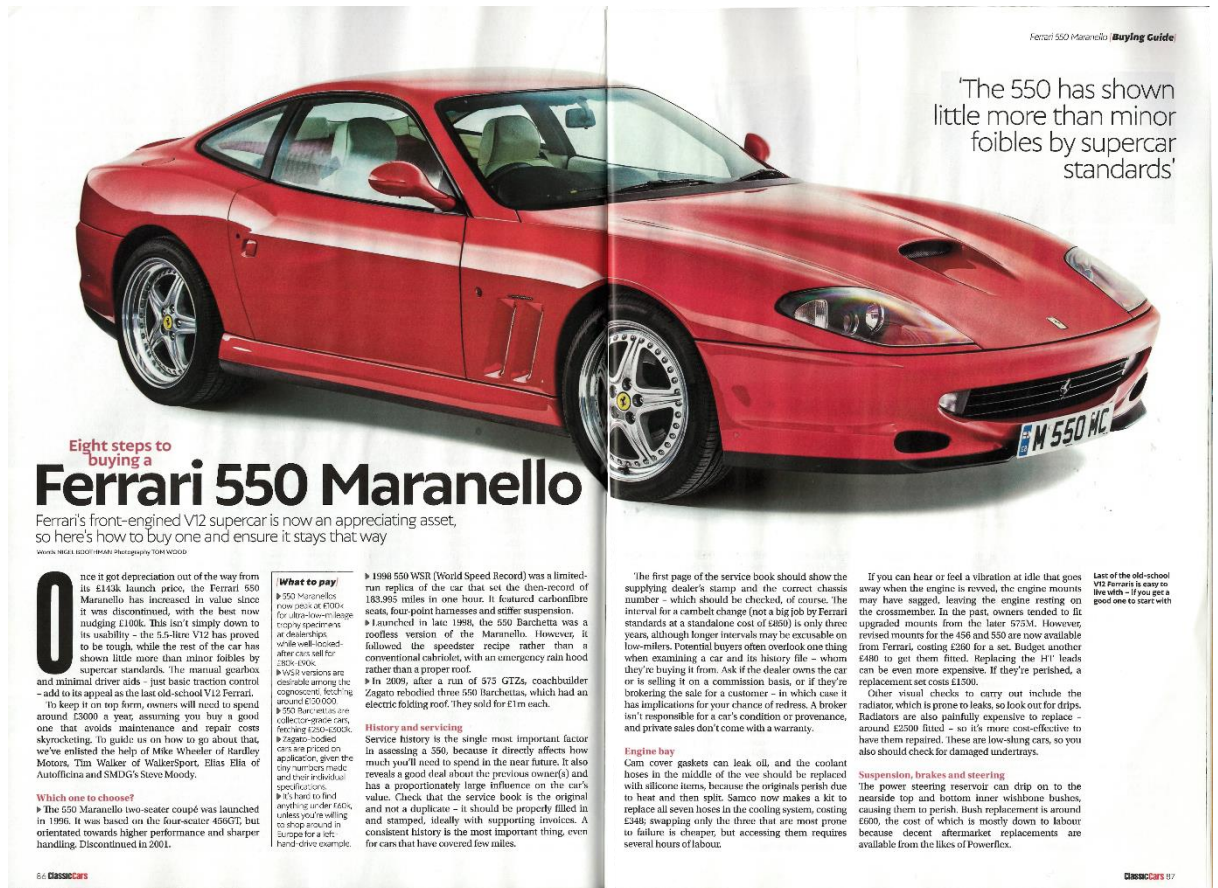 Ferrari 550 Maranello |Buying Guide|
'The 550 has shown
little more than minor
foibles by supercar
standards'
M 550 MC
Eight steps to
buying a
Ferrari 550 Maranello
Ferrari's front-engined V12 supercar is now an appreciating asset,
so here's how to buy one and ensure it stays that way
Words NIGEL BOOTHMAN Photography TOM WOOD
Once it got depreciation out of the way from
its £143k launch price, the Ferrari 550
Maranello has increased in value since
it was discontinued, with the best now
nudging £100k. This isn't simply down to
its usability – the 5.5-litre V12 has proved
to be tough, while the rest of the car has
shown little more than minor foibles by
supercar standards. The manual gearbox
and minimal driver aids – just basic traction control
– add to its appeal as the last old-school V12 Ferrari.
To keep it on top form, owners will need to spend
around £3000 a year, assuming you buy a good
one that avoids maintenance and repair costs
skyrocketing. To guide us on how to go about that,
we've enlisted the help of Mike Wheeler of Rardley
Motors, Tim Walker of WalkerSport, Elias Elia of
Autofficina and SMDG's Steve Moody.
Which one to choose?
The 550 Maranello two-seater coupé was launched
in 1996. It was based on the four-seater 456GT, but
orientated towards higher performance and sharper
handling. Discontinued in 2001.
|What to pay|
550 Maranellos
now peak at £100k
for ultra-low-mileage
trophy specimens
at dealerships
while well-looked-
after cars sell for
£80k-£90k.
WSR versions are
desirable among the
cognoscenti, fetching
around £150,000.
550 Barchettas are
collector-grade cars,
fetching £250-£300k.
Zagato-bodied
cars are priced on
application, given the
tiny numbers made
and their individual
specifications.
It's hard to find
anything under £60k,
unless you're willing
to shop around in
Europe for a left-
hand-drive example.
1998 550 WSR (World Speed Record) was a limited-
run replica of the car that set the then-record of
183.995 miles in one hour. It featured carbonfibre
seats, four-point harnesses and stiffer suspension.
Launched in late 1998, the 550 Barchetta was a
roofless version of the Maranello. However, it
followed the speedster recipe rather than a
conventional cabriolet, with an emergency rain hood
rather than a proper roof.
In 2009, after a run of 575 GTZs, coachbuilder
Zagato rebodied three 550 Barchettas, which had an
electric folding roof. They sold for £1m each.
History and servicing
Service history is the single most important factor
in assessing a 550, because it directly affects how
much you'll need to spend in the near future. It also
reveals a good deal about the previous owner(s) and
has a proportionately large influence on the car's
value. Check that the service book is the original
and not a duplicate – it should be properly filled in
and stamped, ideally with supporting invoices. A
consistent history is the most important thing, even
for cars that have covered few miles.
The first page of the service book should show the
supplying dealer's stamp and the correct chassis
number – which should be checked, of course. The
interval for a cambelt change (not a big job by Ferrari
standards at a standalone cost of £850) is only three
years, although longer intervals may be excusable on
low-milers. Potential buyers often overlook one thing
when examining a car and its history file – whom
they're buying it from. Ask if the dealer owns the car
or is selling it on a commission basis, or if they're
brokering the sale for a customer – in which case it
has implications for your chance of redress. A broker
isn't responsible for a car's condition or provenance,
and private sales don't come with a warranty.
Engine bay
Cam cover gaskets can leak oil, and the coolant
hoses in the middle of the vee should be replaced
with silicone items, because the originals perish due
to heat and then split. Samco now makes a kit to
replace all seven hoses in the cooling system, costing
£348; swapping only the three that are most prone
to failure is cheaper, but accessing them requires
several hours of labour.
If you can hear or feel a vibration at idle that goes
away when the engine is revved, the engine mounts
may have sagged, leaving the engine resting on
the crossmember. In the past, owners tended to fit
upgraded mounts from the later 575M. However,
revised mounts for the 456 and 550 are now available
from Ferrari, costing £260 for a set. Budget another
£480 to get them fitted. Replacing the HT leads
can be even more expensive. If they're perished, a
replacement set costs £1500.
Other visual checks to carry out include the
radiator, which is prone to leaks, so look out for drips.
Radiators are also painfully expensive to replace –
around £2500 fitted – so it's more cost-effective to
have them repaired. These are low-slung cars, so you
also should check for damaged undertrays.
Suspension, brakes and steering
The power steering reservoir can drip on to the
nearside top and bottom inner wishbone bushes,
causing them to perish. Bush replacement is around
£600, the cost of which is mostly down to labour
because decent aftermarket replacements are
available from the likes of Powerflex.
Last of the old-school
V12 Ferraris is easy to
live with – if you get a
good one to start with
86 ClassicCars
ClassicCars 87